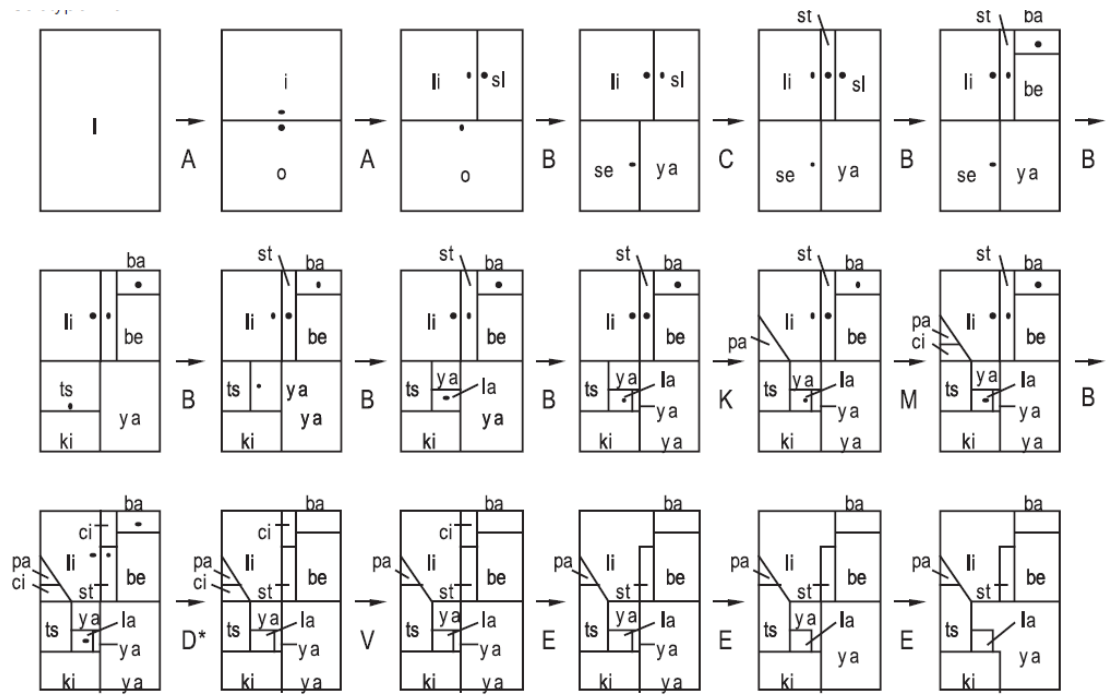 st ba
i li sl li sl li sl li be
l
A A B C B B
o o se ya se ya se ya
ba st ba st ba st ba st ba st ba
li be li be li be li be li be li be
pa pa ci
ts ya ts ya ya ts ya la ya ts ya la ya ts ya la ya ts ya la ya
B B B K M B
ki ki ki ki ya ki ya ki ya
ba ba ba ba ba ba
ci ci ci
pa ci li st be pa ci li st be pa li st be pa li st be pa li st be pa li st be
ts ya la ya ts ya la ya ts ya la ya ts ya la ya ts la ya ts la ya
D* V E E E
ki ya ki ya ki ya ki ya ki ki